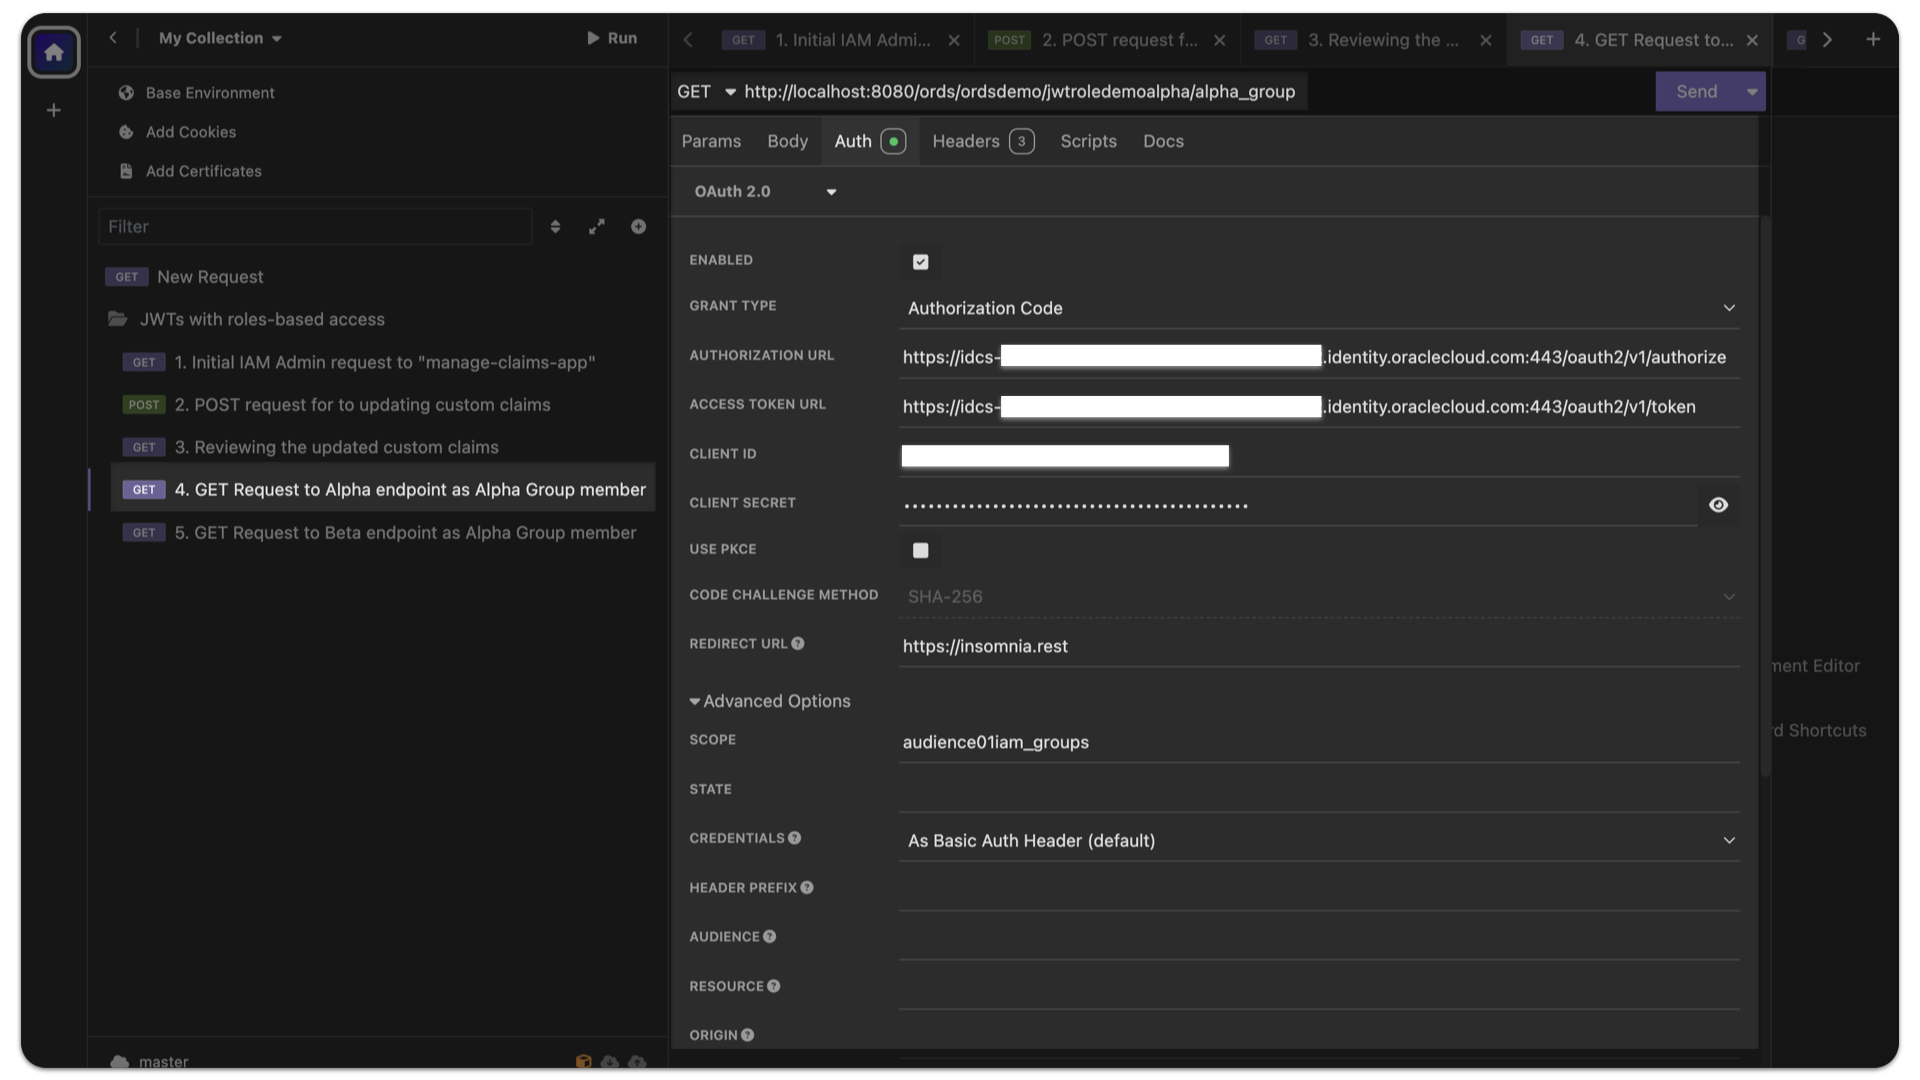 My Collection
Run
Base Environment
Add Cookies
Add Certificates
Filter
GET New Request
JWTs with roles-based access
GET 1. Initial IAM Admin request to "manage-claims-app"
POST 2. POST request for to updating custom claims
GET 3. Reviewing the updated custom claims
GET 4. GET Request to Alpha endpoint as Alpha Group member
GET 5. GET Request to Beta endpoint as Alpha Group member
master
GET 1. Initial IAM Admi...
POST 2. POST request f...
GET 3. Reviewing the ...
GET 4. GET Request to...
G
GET http://localhost:8080/ords/ordsdemo/jwtroledemoalpha/alpha_group
Send
Params Body Auth Headers 3 Scripts Docs
OAuth 2.0
ENABLED
GRANT TYPE Authorization Code
AUTHORIZATION URL https://idcs- .identity.oraclecloud.com:443/oauth2/v1/authorize
ACCESS TOKEN URL https://idcs- .identity.oraclecloud.com:443/oauth2/v1/token
CLIENT ID
CLIENT SECRET •••••••••••••••••••••••••••••••••••••••••••
USE PKCE
CODE CHALLENGE METHOD SHA-256
REDIRECT URL https://insomnia.rest
Advanced Options
SCOPE audience01iam_groups
STATE
CREDENTIALS As Basic Auth Header (default)
HEADER PREFIX
AUDIENCE
RESOURCE
ORIGIN
ment Editor
rd Shortcuts